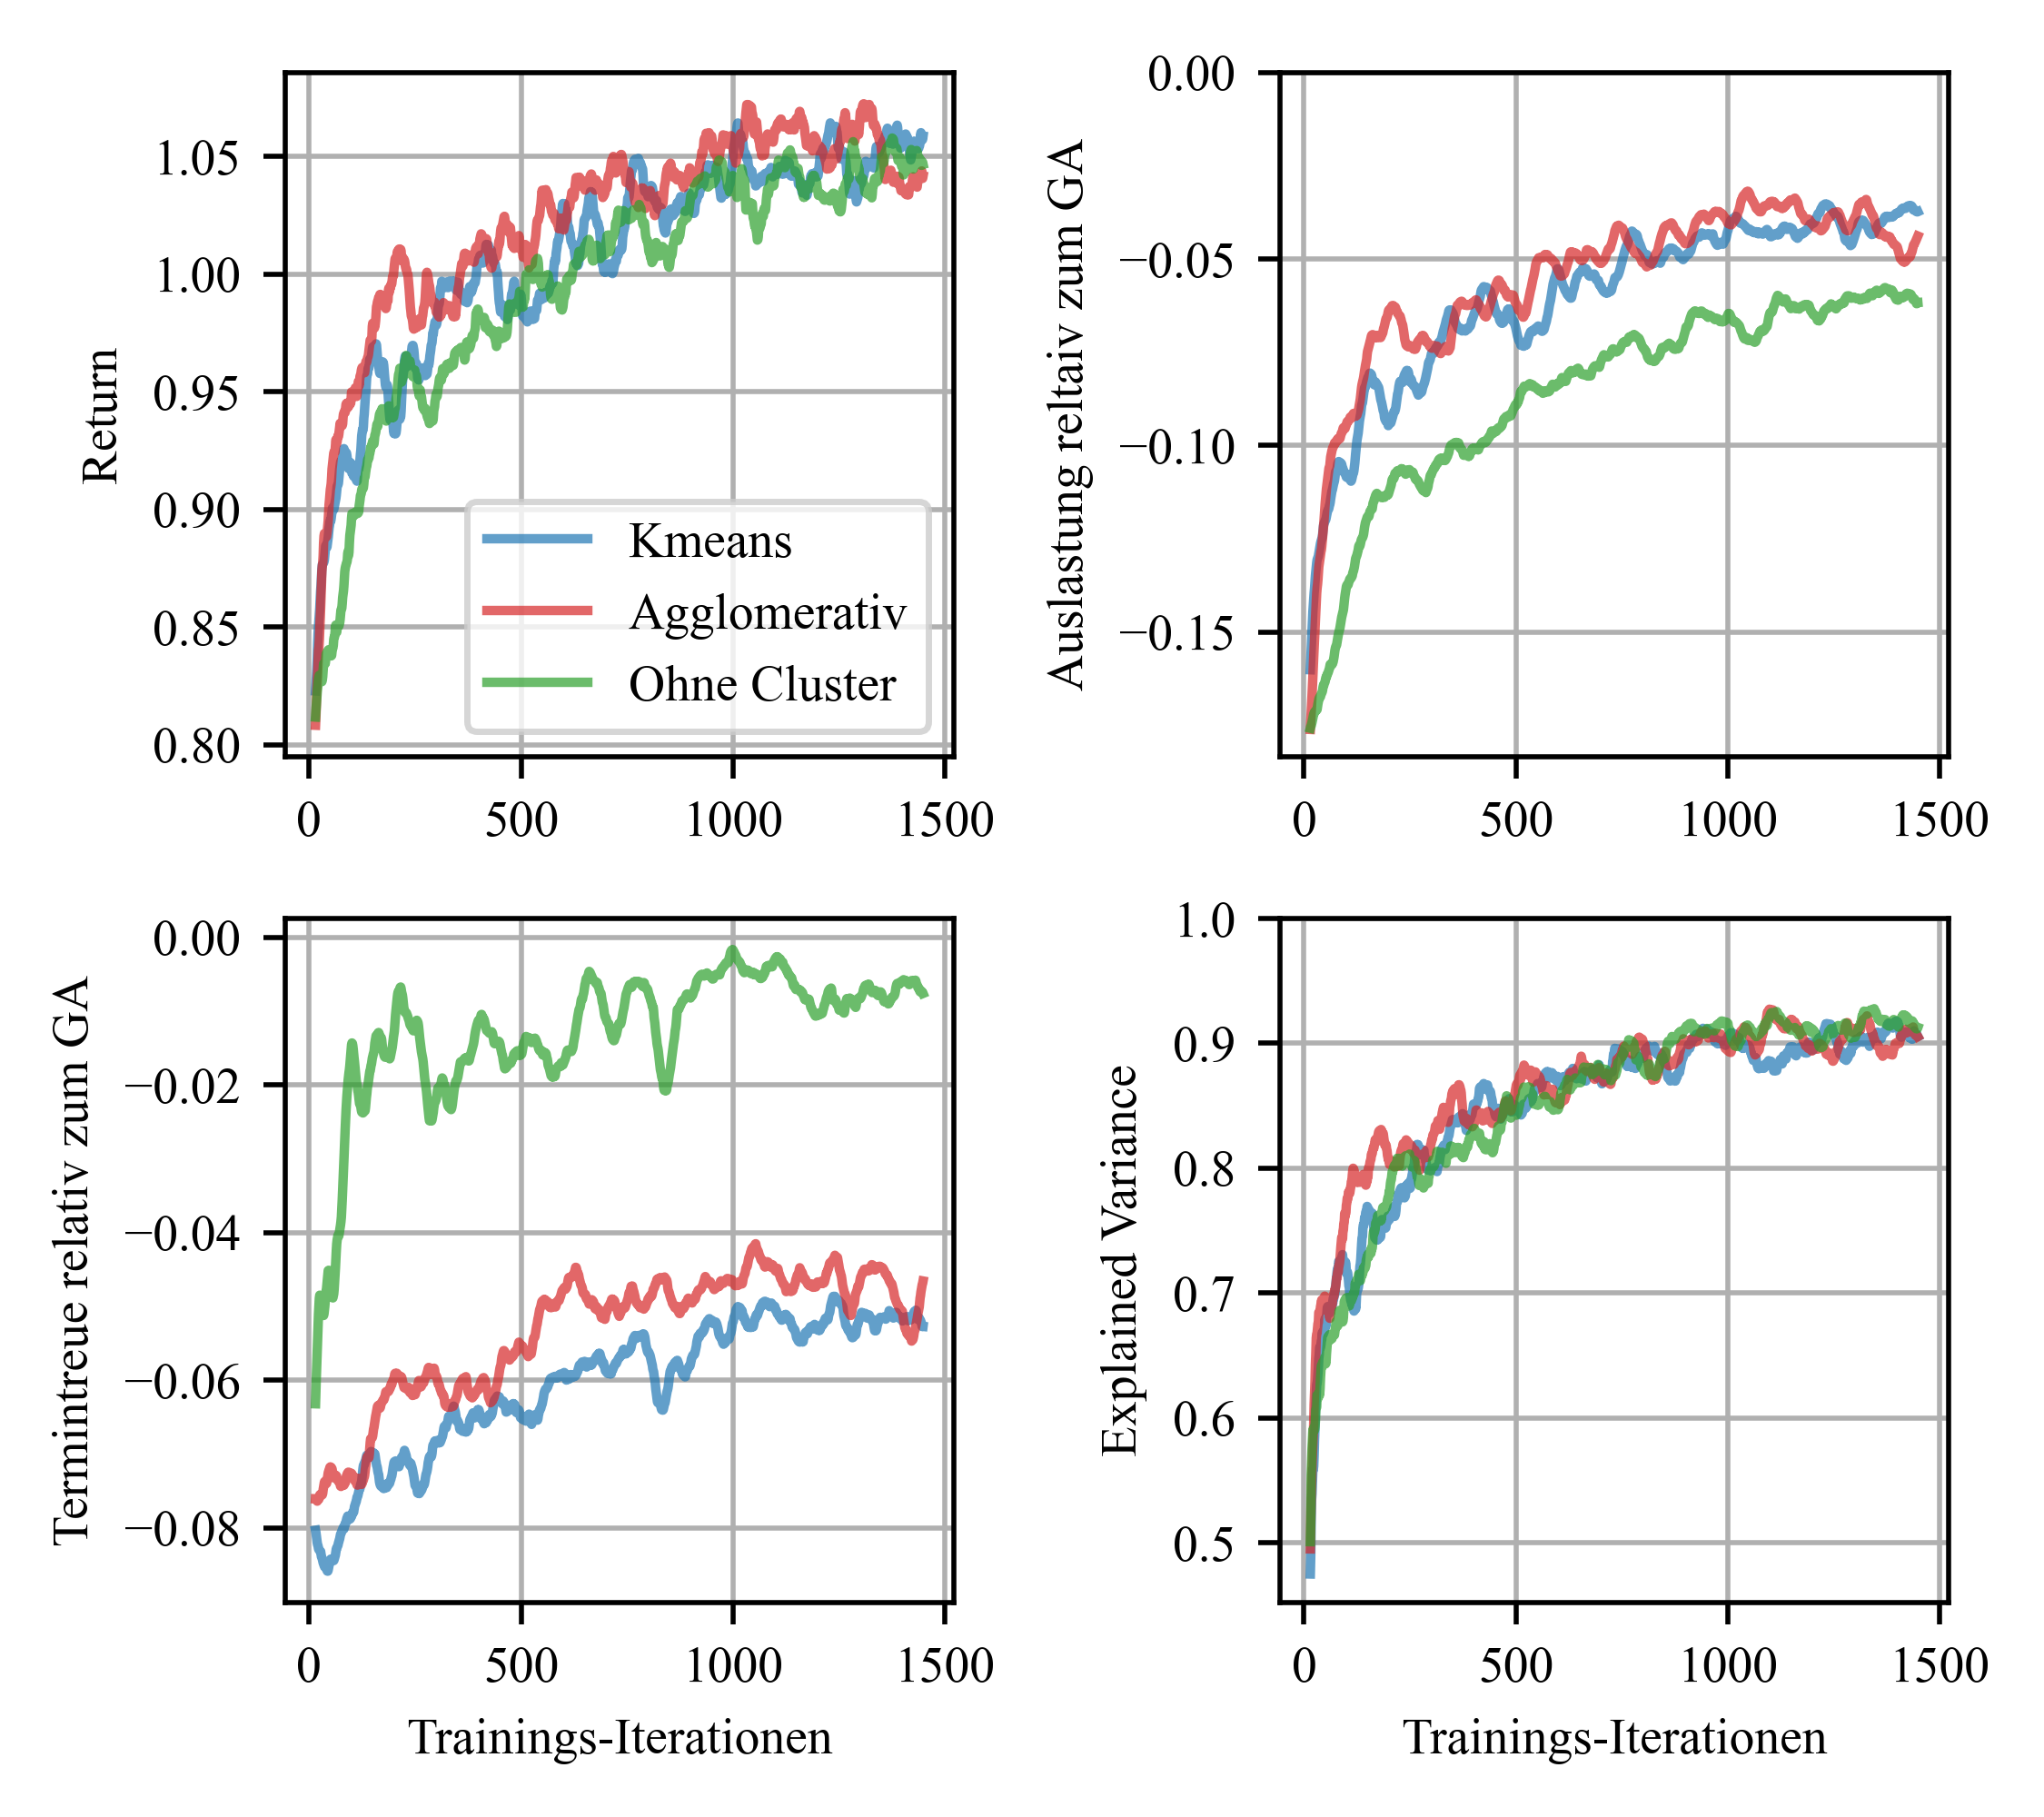 Return
1.05
1.00
0.95
0.90
0.85
0.80
Kmeans
Agglomerativ
Ohne Cluster
0 500 1000 1500
Auslastung reltaiv zum GA
0.00
−0.05
−0.10
−0.15
0 500 1000 1500
Termintreue relativ zum GA
0.00
−0.02
−0.04
−0.06
−0.08
0 500 1000 1500
Trainings-Iterationen
Explained Variance
1.0
0.9
0.8
0.7
0.6
0.5
0 500 1000 1500
Trainings-Iterationen